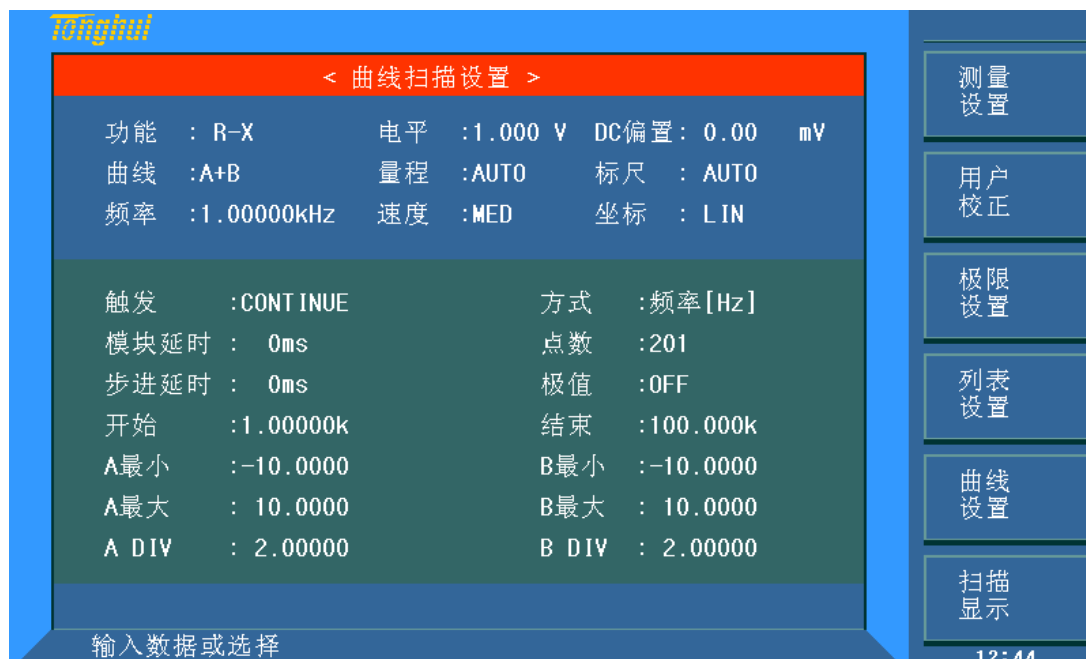 Tonghui
< 曲线扫描设置 >
功能 : R-X 电平 :1.000 V DC偏置: 0.00 mV
曲线 :A+B 量程 :AUTO 标尺 : AUTO
频率 :1.00000kHz 速度 :MED 坐标 : LIN
触发 :CONTINUE 方式 :频率[Hz]
模块延时 : 0ms 点数 :201
步进延时 : 0ms 极值 :OFF
开始 :1.00000k 结束 :100.000k
A最小 :-10.0000 B最小 :-10.0000
A最大 : 10.0000 B最大 : 10.0000
A DIV : 2.00000 B DIV : 2.00000
输入数据或选择
测量
设置
用户
校正
极限
设置
列表
设置
曲线
设置
扫描
显示
12:44